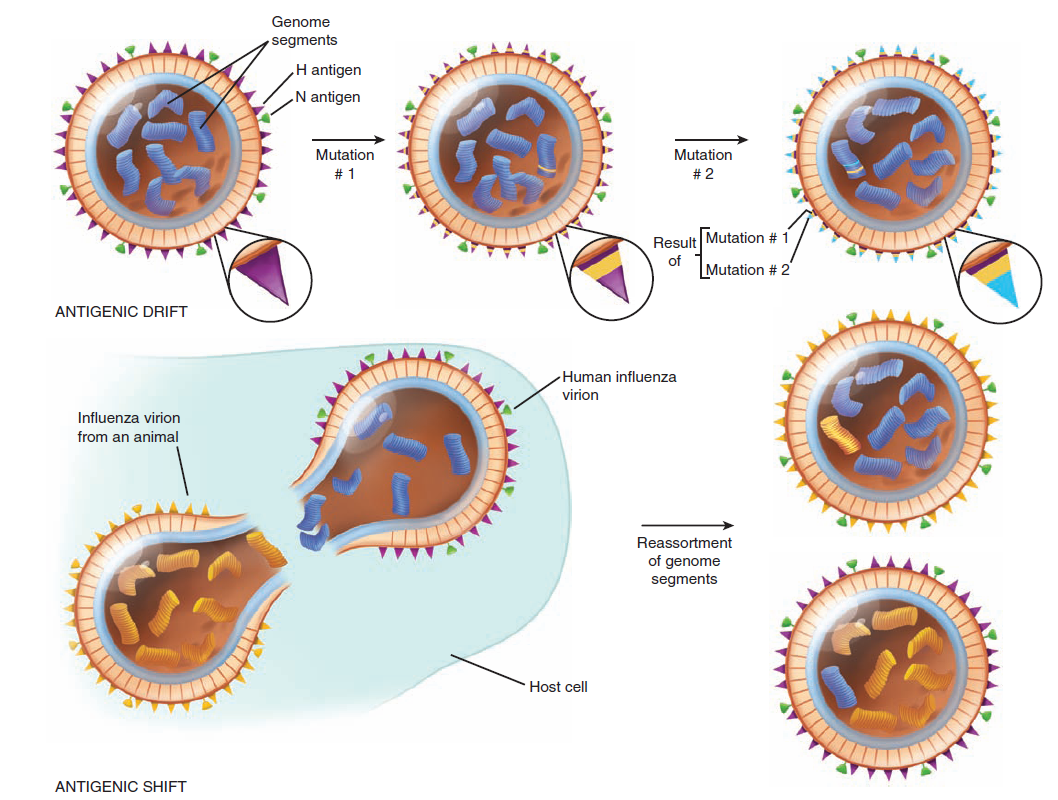 Genome
segments
H antigen
N antigen
Mutation
# 1
Mutation
# 2
Result
of
Mutation # 1
Mutation # 2
ANTIGENIC DRIFT
Human influenza
virion
Influenza virion
from an animal
Reassortment
of genome
segments
Host cell
ANTIGENIC SHIFT